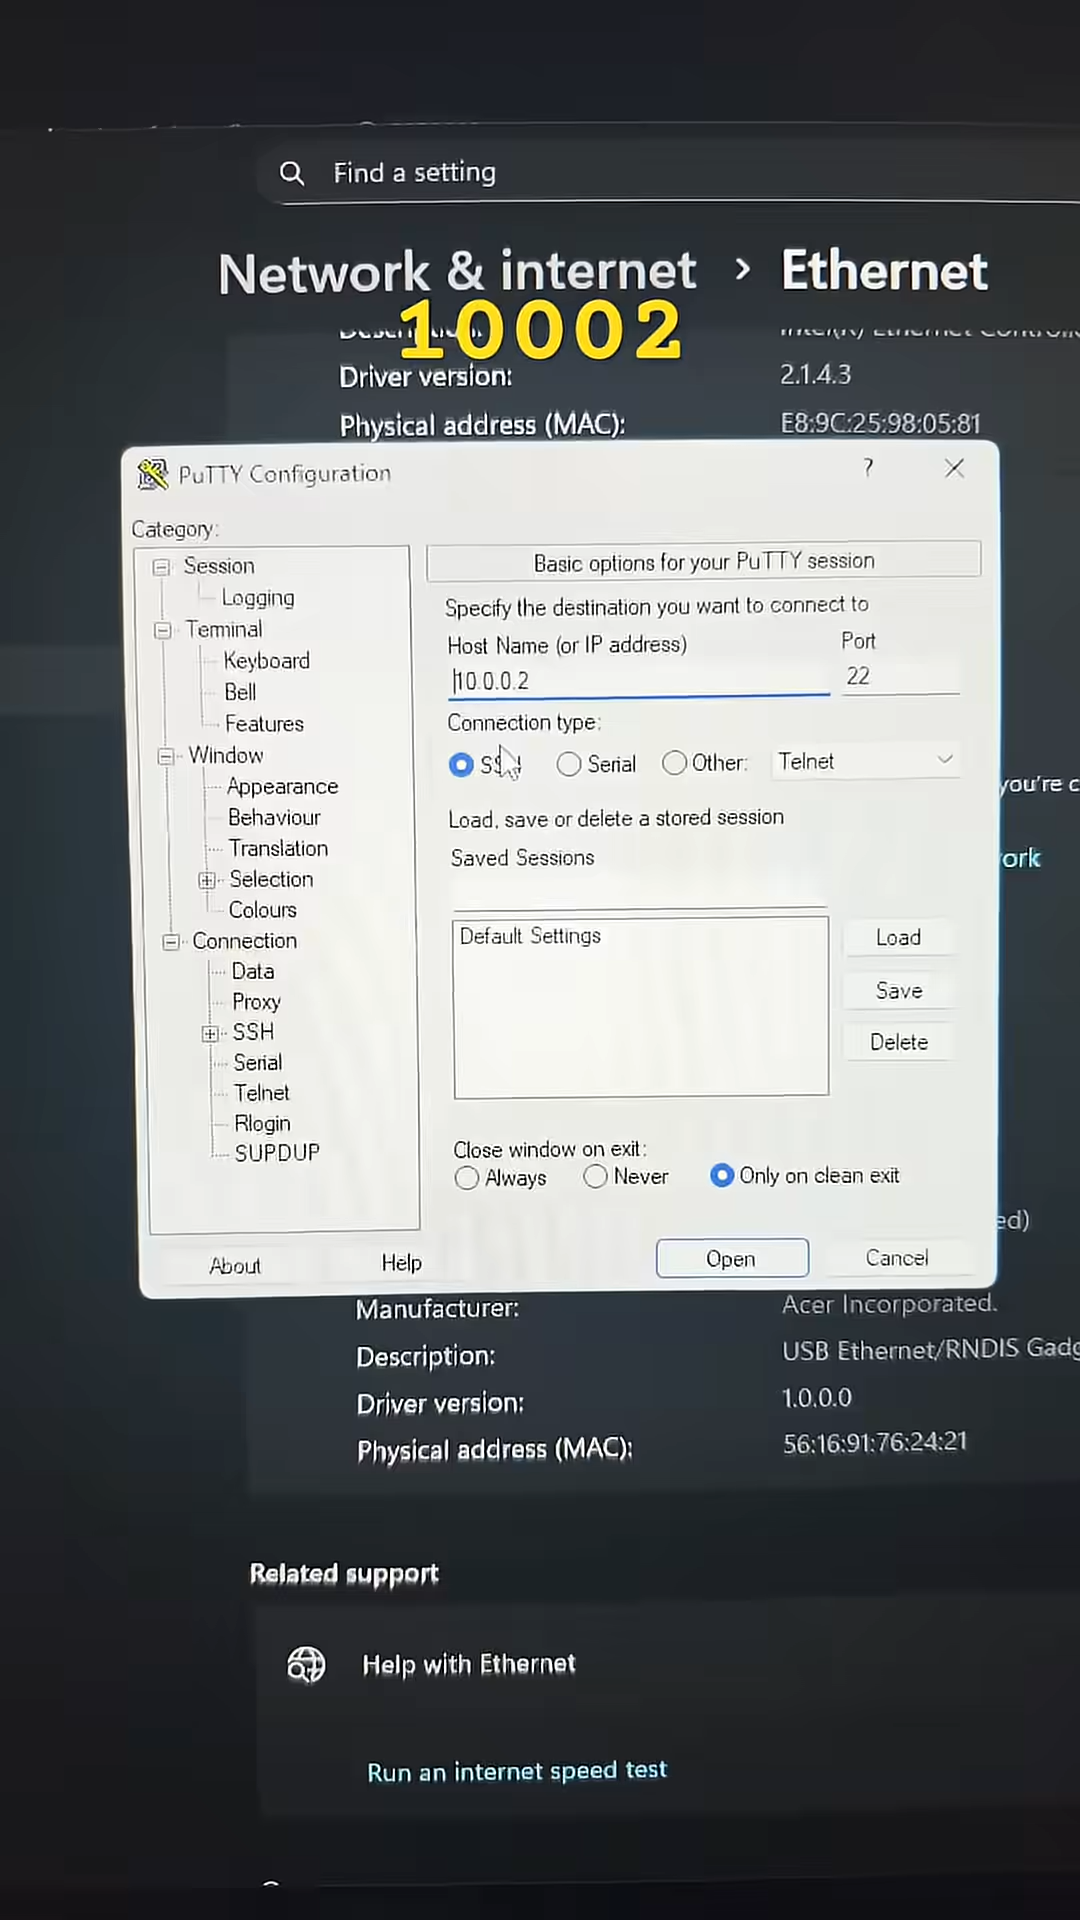 Find a setting
Network & internet > Ethernet
10002
Driver version: 2.1.4.3
Physical address (MAC): E8:9C:25:98:05:81
PuTTY Configuration ?
Category:
Session
Logging
Terminal
Keyboard
Bell
Features
Window
Appearance
Behaviour
Translation
Selection
Colours
Connection
Data
Proxy
SSH
Serial
Telnet
Rlogin
SUPDUP
Basic options for your PuTTY session
Specify the destination you want to connect to
Host Name (or IP address) Port
10.0.0.2 22
Connection type:
SSH Serial Other: Telnet
Load, save or delete a stored session
Saved Sessions
Default Settings
Load
Save
Delete
Close window on exit:
Always Never Only on clean exit
About Help Open Cancel
you're c
ork
ed)
Manufacturer: Acer Incorporated.
Description: USB Ethernet/RNDIS Gadg
Driver version: 1.0.0.0
Physical address (MAC): 56:16:91:76:24:21
Related support
Help with Ethernet
Run an internet speed test